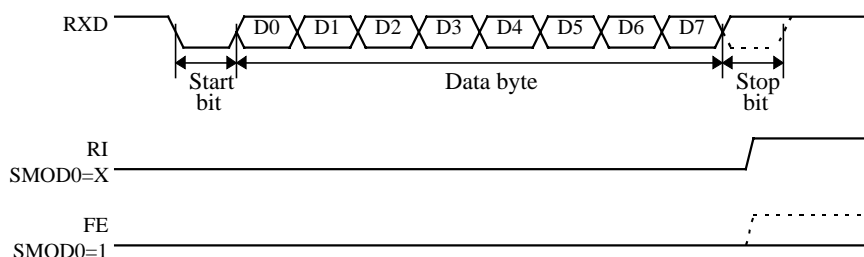 RXD D0 D1 D2 D3 D4 D5 D6 D7
Start bit
Data byte
Stop bit
RI
SMOD0=X
FE
SMOD0=1